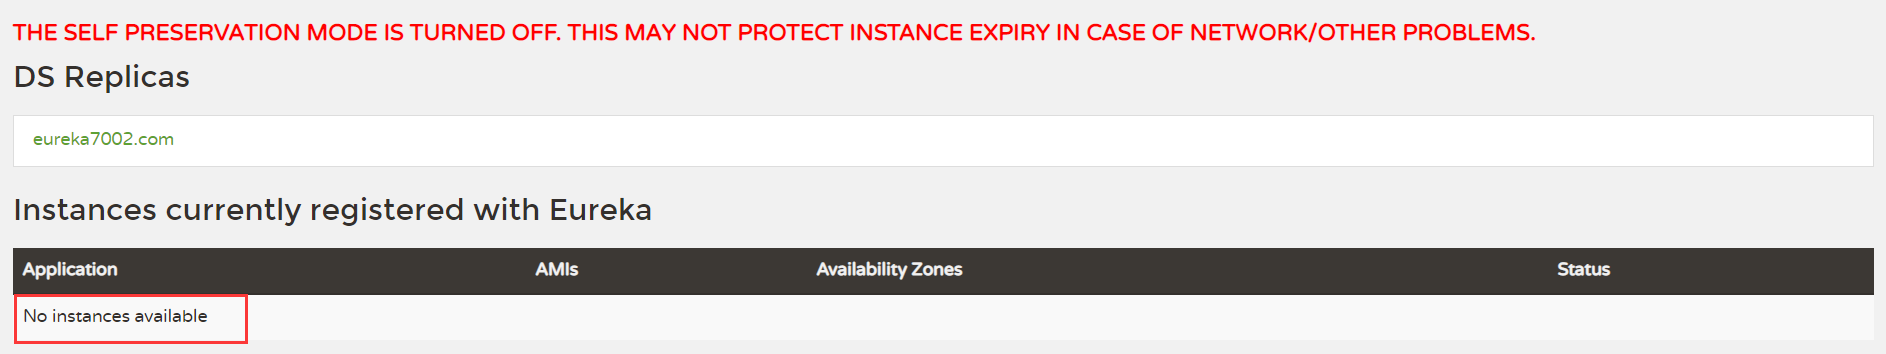 THE SELF PRESERVATION MODE IS TURNED OFF. THIS MAY NOT PROTECT INSTANCE EXPIRY IN CASE OF NETWORK/OTHER PROBLEMS.
DS Replicas
eureka7002.com
Instances currently registered with Eureka
Application AMIs Availability Zones Status
No instances available